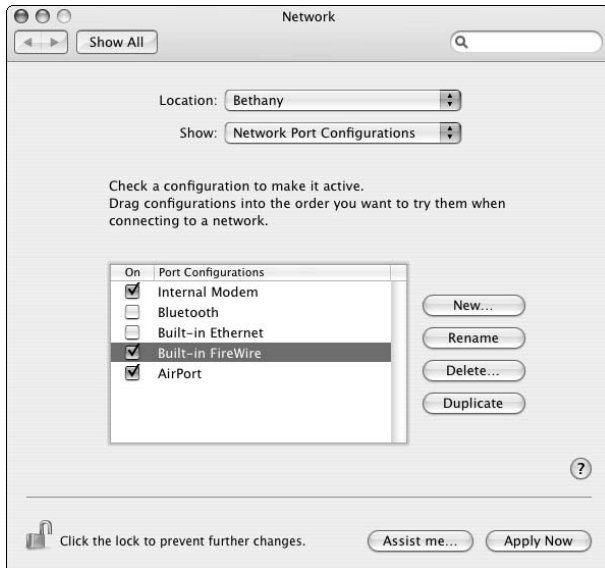 Network
Show All
Location: Bethany
Show: Network Port Configurations
Check a configuration to make it active.
Drag configurations into the order you want to try them when
connecting to a network.
On Port Configurations
Internal Modem
Bluetooth
Built-in Ethernet
Built-in FireWire
AirPort
New...
Rename
Delete...
Duplicate
?
Click the lock to prevent further changes.
Assist me...
Apply Now